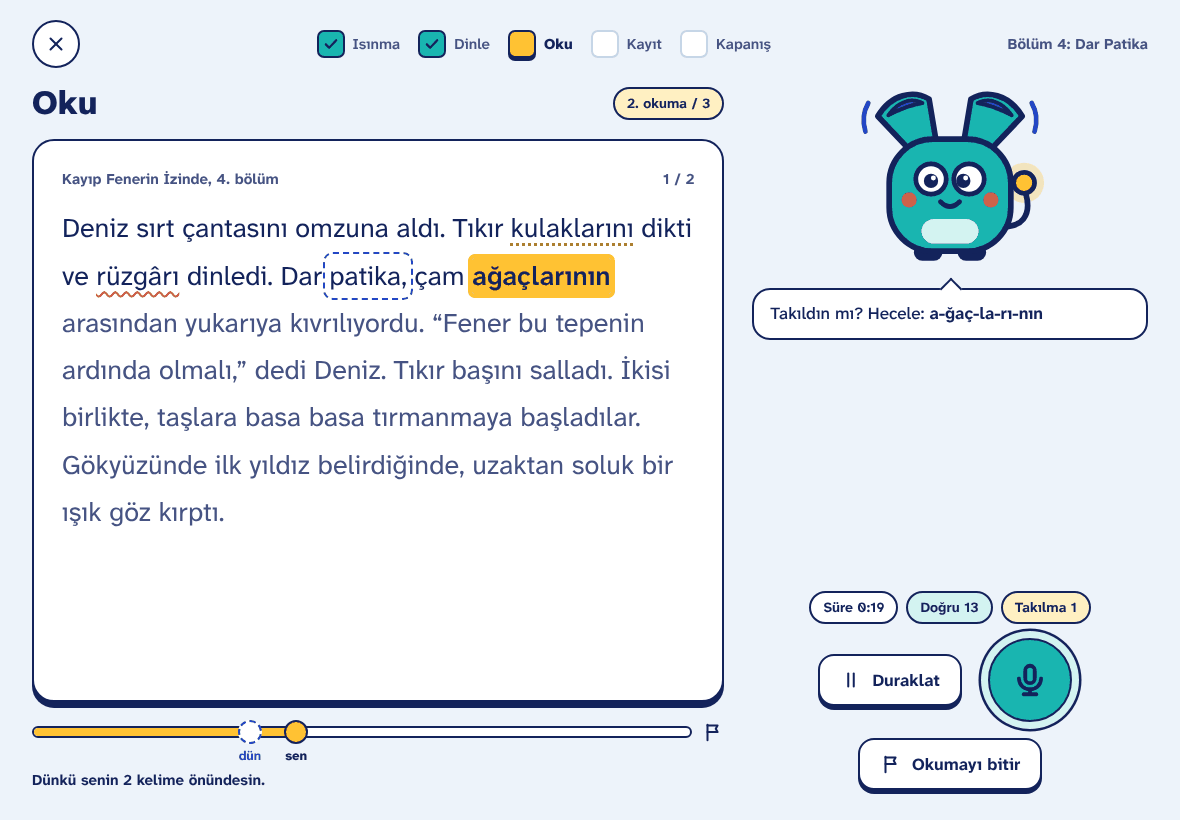 Isınma
Dinle
Oku
Kayıt
Kapanış
Bölüm 4: Dar Patika
Oku
2. okuma / 3
Kayıp Fenerin İzinde, 4. bölüm
1 / 2
Deniz sırt çantasını omzuna aldı. Tıkır kulaklarını dikti
ve rüzgârı dinledi. Dar patika, çam ağaçlarının
arasından yukarıya kıvrılıyordu. “Fener bu tepenin
ardında olmalı,” dedi Deniz. Tıkır başını salladı. İkisi
birlikte, taşlara basa basa tırmanmaya başladılar.
Gökyüzünde ilk yıldız belirdiğinde, uzaktan soluk bir
ışık göz kırptı.
dün
sen
Dünkü senin 2 kelime önündesin.
Takıldın mı? Hecele: a-ğaç-la-rı-nın
Süre 0:19
Doğru 13
Takılma 1
Duraklat
Okumayı bitir